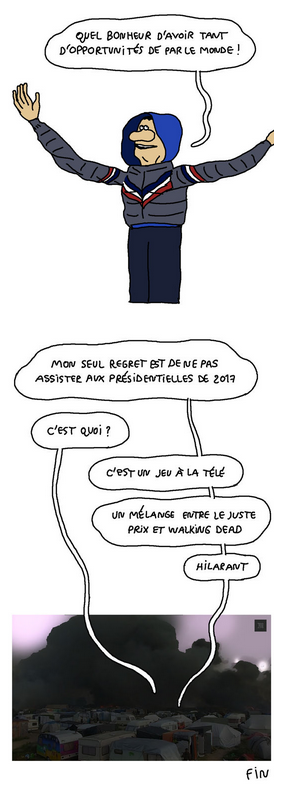 QUEL BONHEUR D'AVOIR TANT
D'OPPORTUNITÉS DE PAR LE MONDE !
MON SEUL REGRET EST DE NE PAS
ASSISTER AUX PRÉSIDENTIELLES DE 2017
C'EST QUOI ?
C'EST UN JEU À LA TÉLÉ
UN MÉLANGE ENTRE LE JUSTE
PRIX ET WALKING DEAD
HILARANT
FIN